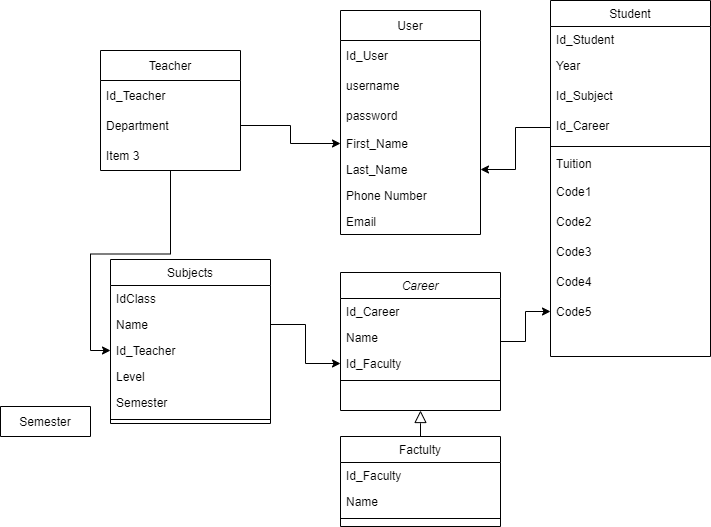 Teacher
Id_Teacher
Department
Item 3
User
Id_User
username
password
First_Name
Last_Name
Phone Number
Email
Student
Id_Student
Year
Id_Subject
Id_Career
Tuition
Code1
Code2
Code3
Code4
Code5
Subjects
IdClass
Name
Id_Teacher
Level
Semester
Career
Id_Career
Name
Id_Faculty
Semester
Factulty
Id_Faculty
Name